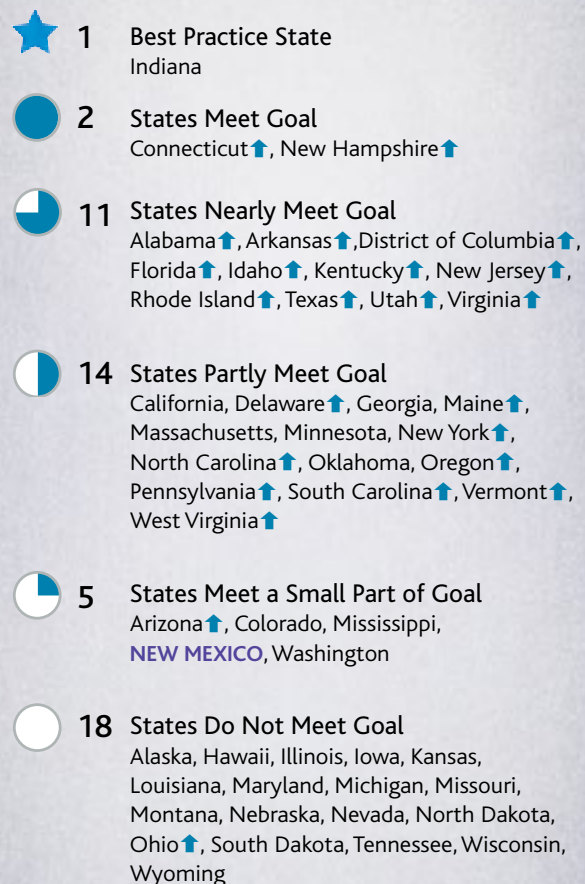 1 Best Practice State
Indiana
2 States Meet Goal
Connecticut⬆, New Hampshire⬆
11 States Nearly Meet Goal
Alabama⬆, Arkansas⬆,District of Columbia⬆,
Florida⬆, Idaho⬆, Kentucky⬆, New Jersey⬆,
Rhode Island⬆, Texas⬆, Utah⬆, Virginia⬆
14 States Partly Meet Goal
California, Delaware⬆, Georgia, Maine⬆,
Massachusetts, Minnesota, New York⬆,
North Carolina⬆, Oklahoma, Oregon⬆,
Pennsylvania⬆, South Carolina⬆, Vermont⬆,
West Virginia⬆
5 States Meet a Small Part of Goal
Arizona⬆, Colorado, Mississippi,
NEW MEXICO, Washington
18 States Do Not Meet Goal
Alaska, Hawaii, Illinois, Iowa, Kansas,
Louisiana, Maryland, Michigan, Missouri,
Montana, Nebraska, Nevada, North Dakota,
Ohio⬆, South Dakota, Tennessee, Wisconsin,
Wyoming